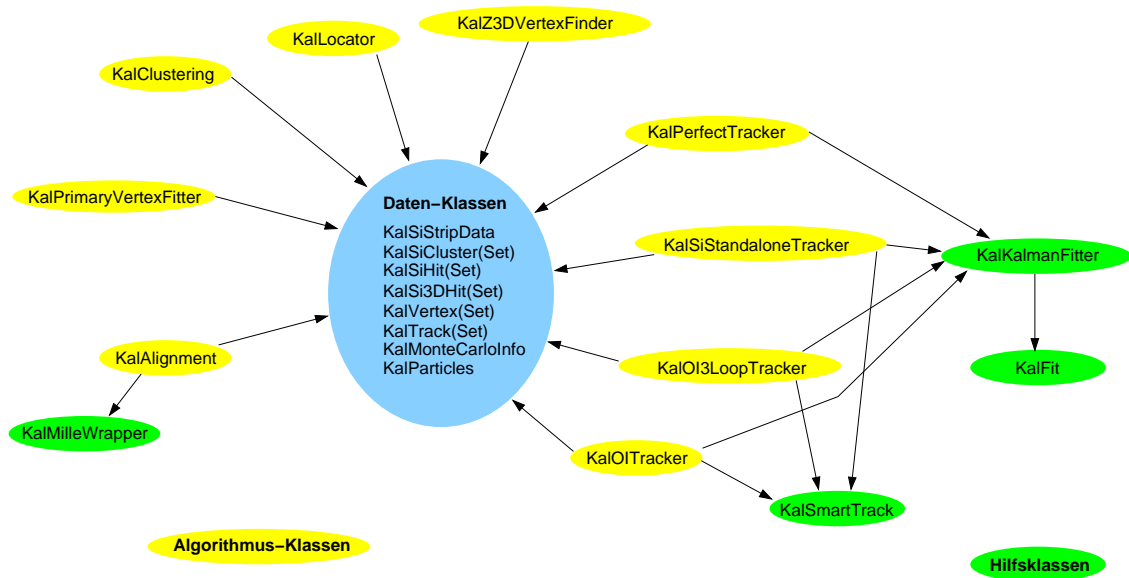 KalZ3DVertexFinder
KalLocator
KalClustering
KalPerfectTracker
KalPrimaryVertexFitter
Daten−Klassen
KalSiStripData
KalSiCluster(Set)
KalSiHit(Set)
KalSi3DHit(Set)
KalVertex(Set)
KalTrack(Set)
KalMonteCarloInfo
KalParticles
KalSiStandaloneTracker
KalKalmanFitter
KalAlignment
KalOI3LoopTracker
KalFit
KalMilleWrapper
KalOITracker
KalSmartTrack
Algorithmus−Klassen
Hilfsklassen